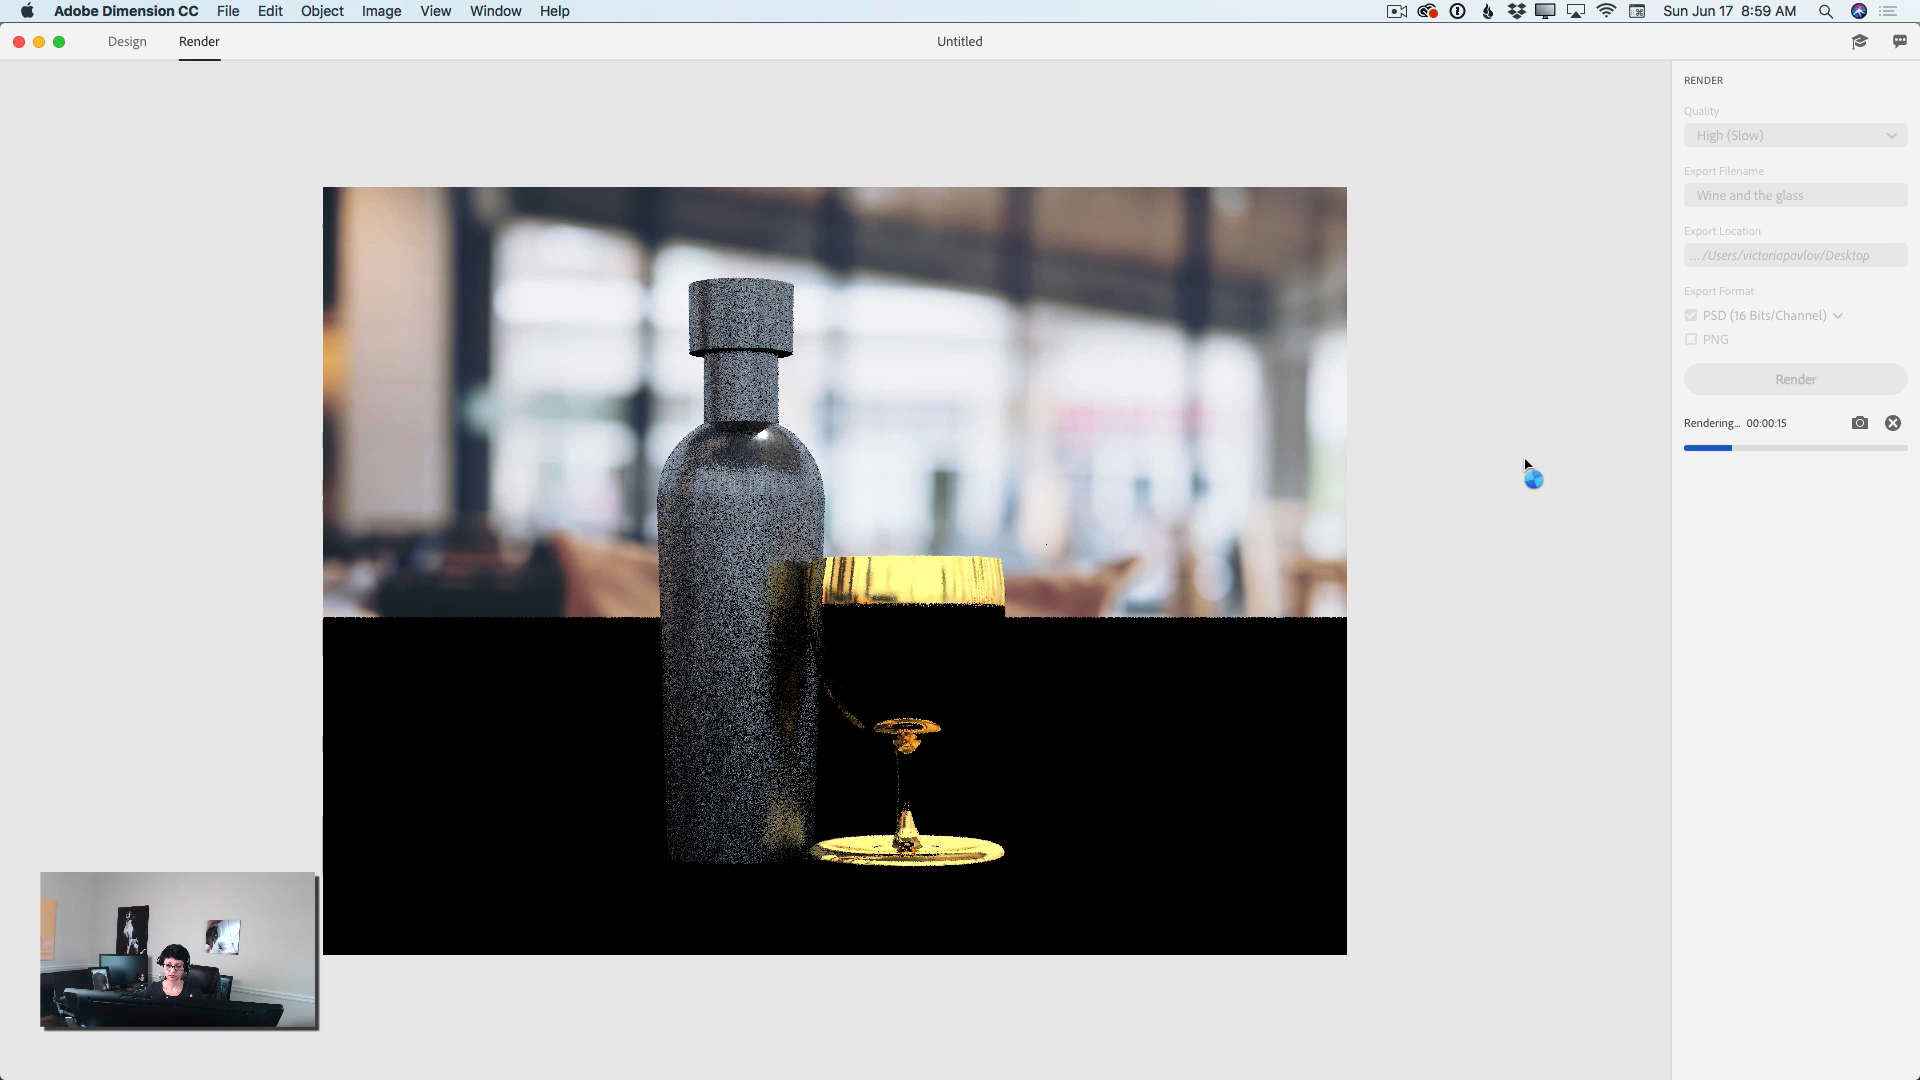 Adobe Dimension CC File Edit Object Image View Window Help Sun Jun 17 8:59 AM
Design Render Untitled
RENDER
Quality
High (Slow)
Export Filename
Wine and the glass
Export Location
... /Users/victoriapavlov/Desktop
Export Format
PSD (16 Bits/Channel)
PNG
Render
Rendering... 00:00:15